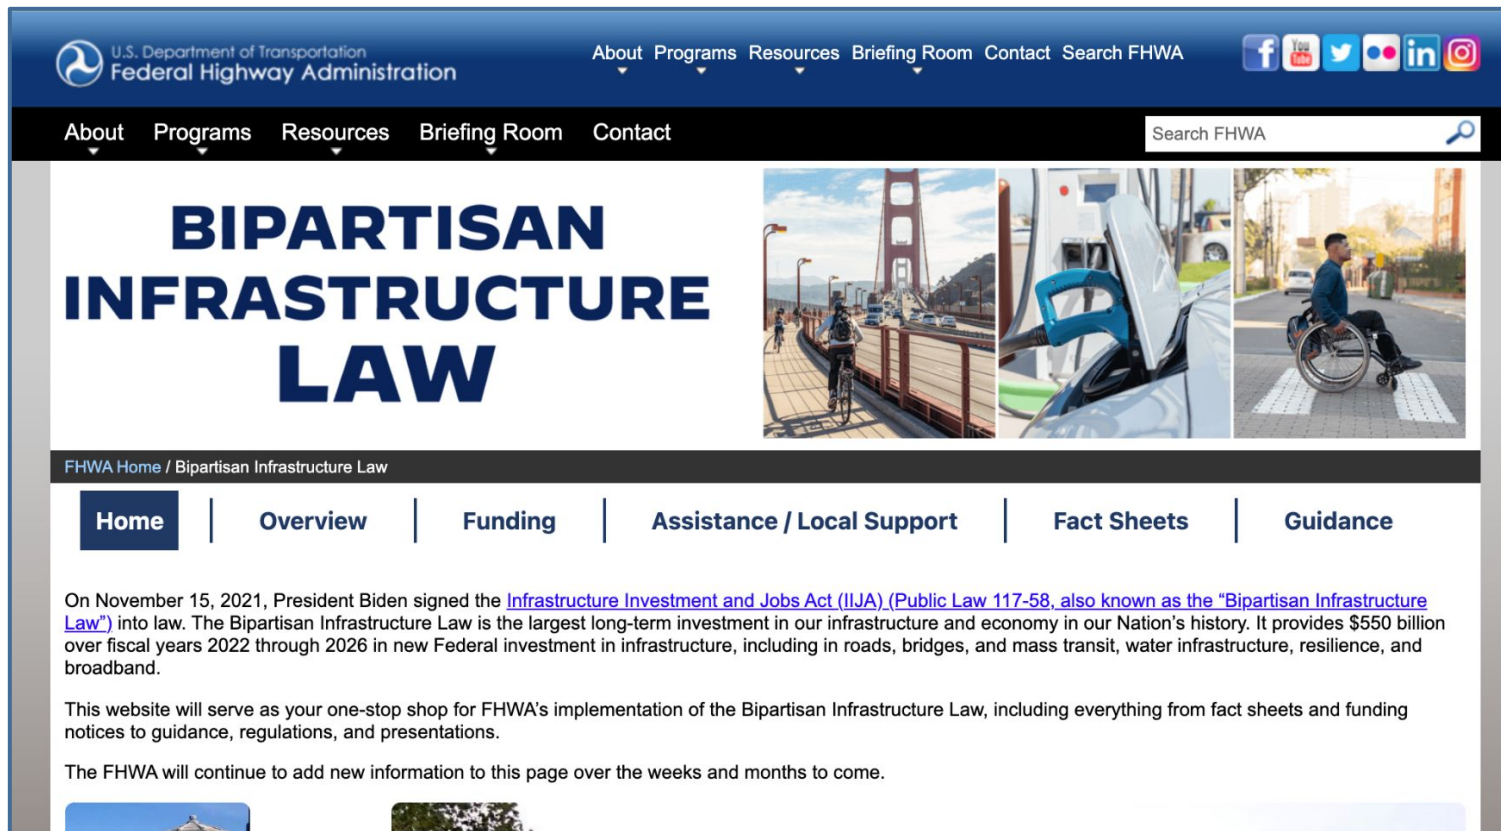 U.S. Department of Transportation
Federal Highway Administration
About Programs Resources Briefing Room Contact Search FHWA
f You Tube in
About Programs Resources Briefing Room Contact
Search FHWA
BIPARTISAN
INFRASTRUCTURE
LAW
FHWA Home / Bipartisan Infrastructure Law
Home Overview Funding Assistance / Local Support Fact Sheets Guidance
On November 15, 2021, President Biden signed the Infrastructure Investment and Jobs Act (IIJA) (Public Law 117-58, also known as the “Bipartisan Infrastructure
Law”) into law. The Bipartisan Infrastructure Law is the largest long-term investment in our infrastructure and economy in our Nation’s history. It provides $550 billion
over fiscal years 2022 through 2026 in new Federal investment in infrastructure, including in roads, bridges, and mass transit, water infrastructure, resilience, and
broadband.
This website will serve as your one-stop shop for FHWA’s implementation of the Bipartisan Infrastructure Law, including everything from fact sheets and funding
notices to guidance, regulations, and presentations.
The FHWA will continue to add new information to this page over the weeks and months to come.